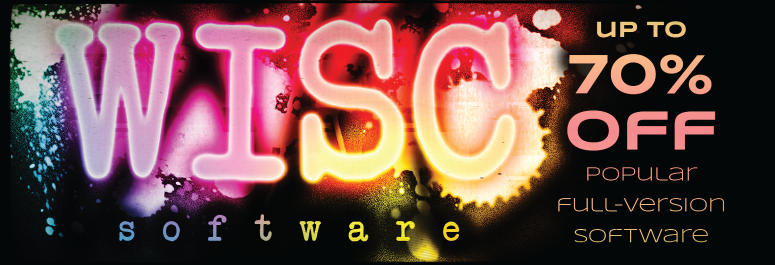 WISC
software
UP TO
70%
OFF
POPULAR
FULL-VERSION
SOFTWARE